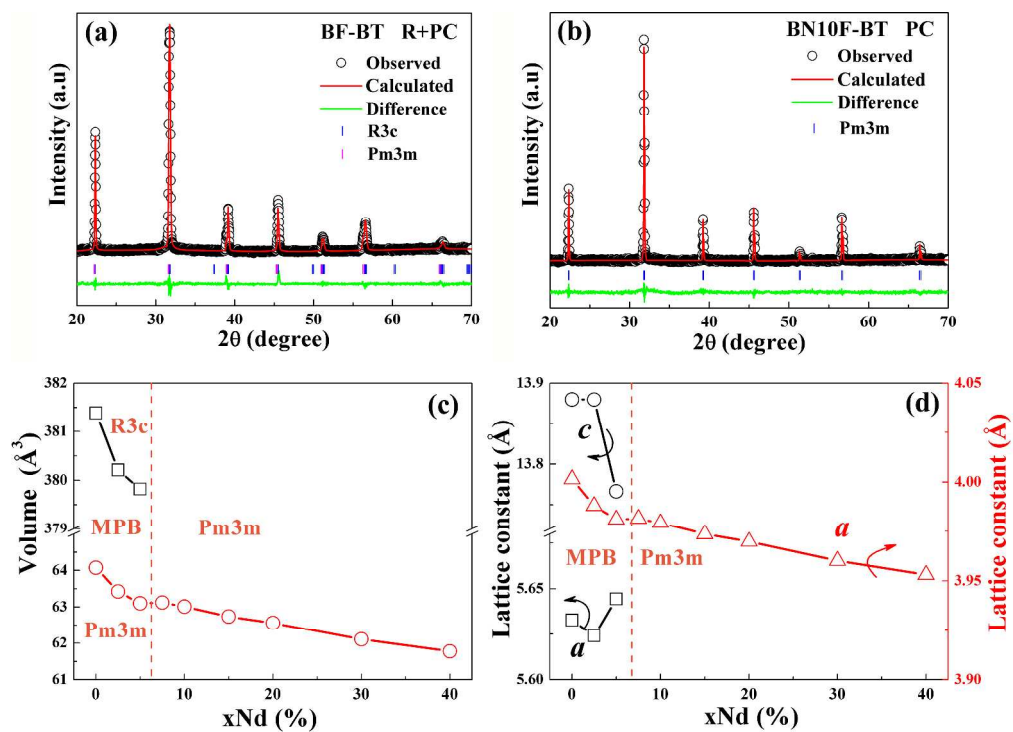 (a)
BF-BT R+PC
Observed
Calculated
Difference
R3c
Pm3m
Intensity (a.u)
20 30 40 50 60 70
2θ (degree)
(b)
BN10F-BT PC
Observed
Calculated
Difference
Pm3m
Intensity (a.u)
20 30 40 50 60 70
2θ (degree)
(c)
382
381
380
379
64
63
62
61
R3c
MPB
Pm3m
Pm3m
Volume (Å³)
0 10 20 30 40
xNd (%)
(d)
13.9
13.8
5.65
5.60
c
a
a
MPB
Pm3m
Lattice constant (Å)
4.05
4.00
3.95
3.90
Lattice constant (Å)
0 10 20 30 40
xNd (%)